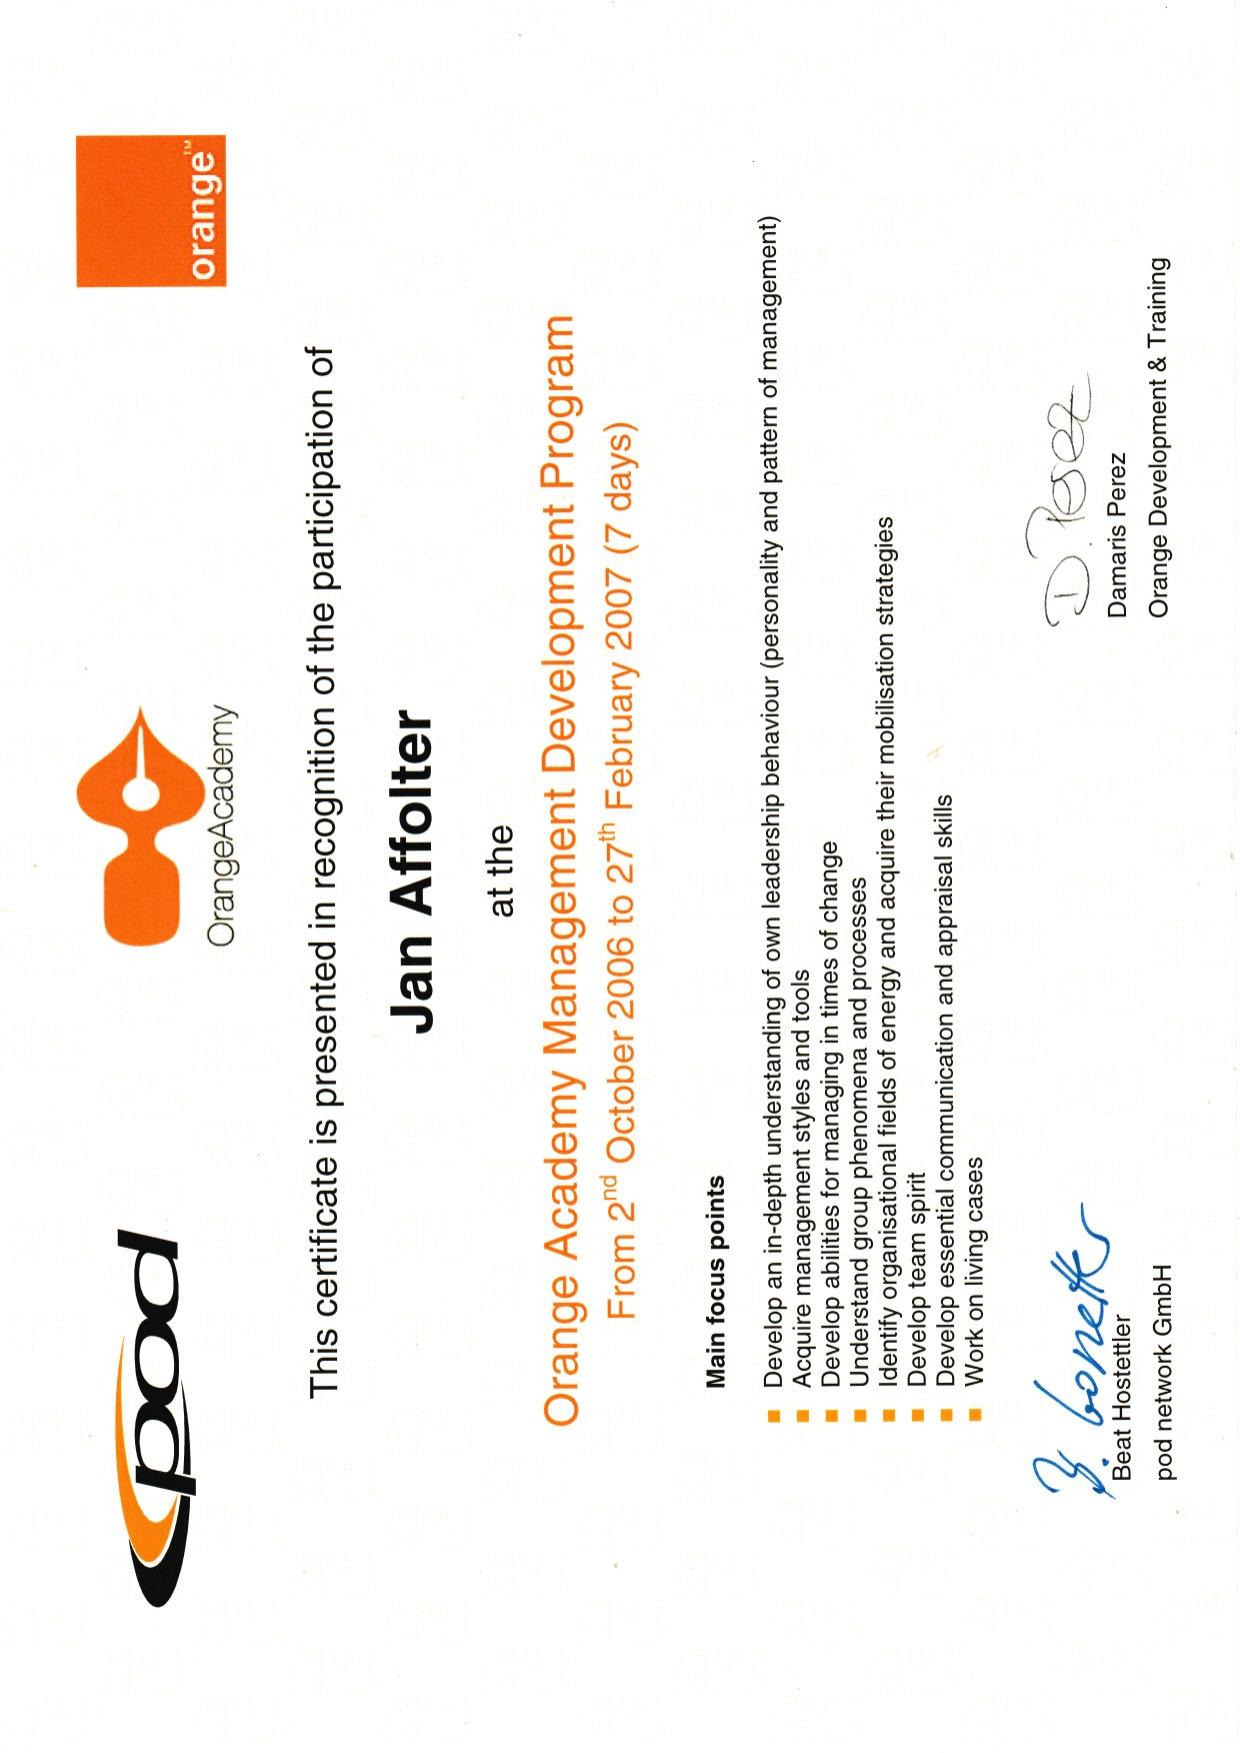 pod
OrangeAcademy
orange™
This certificate is presented in recognition of the participation of
Jan Affolter
at the
Orange Academy Management Development Program
From 2nd October 2006 to 27th February 2007 (7 days)
Main focus points
Develop an in-depth understanding of own leadership behaviour (personality and pattern of management)
Acquire management styles and tools
Develop abilities for managing in times of change
Understand group phenomena and processes
Identify organisational fields of energy and acquire their mobilisation strategies
Develop team spirit
Develop essential communication and appraisal skills
Work on living cases
D. Perez
Beat Hostettler
Damaris Perez
pod network GmbH
Orange Development & Training